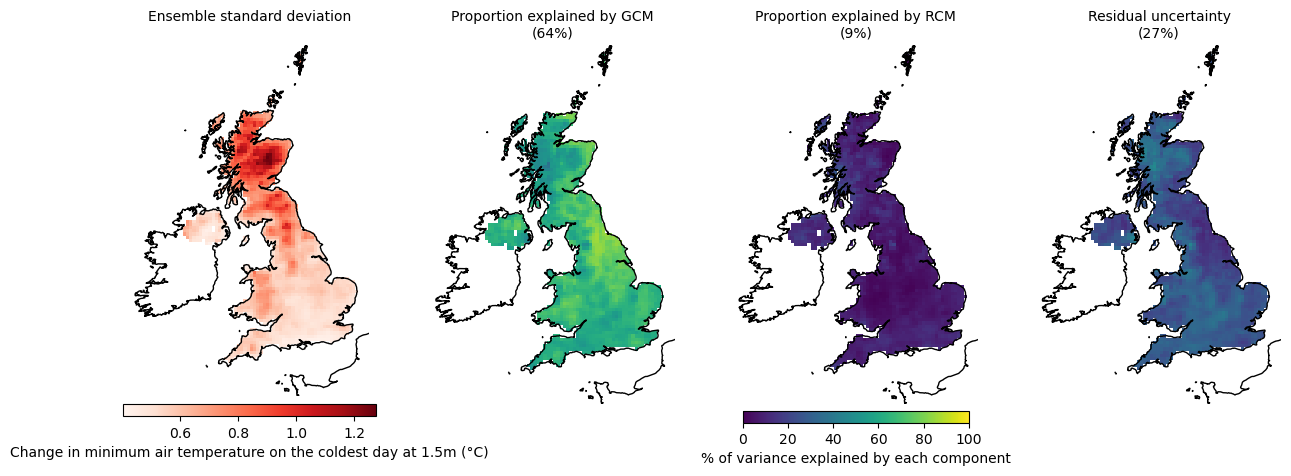 Ensemble standard deviation
Proportion explained by GCM
(64%)
Proportion explained by RCM
(9%)
Residual uncertainty
(27%)
0.6 0.8 1.0 1.2
Change in minimum air temperature on the coldest day at 1.5m (°C)
0 20 40 60 80 100
% of variance explained by each component